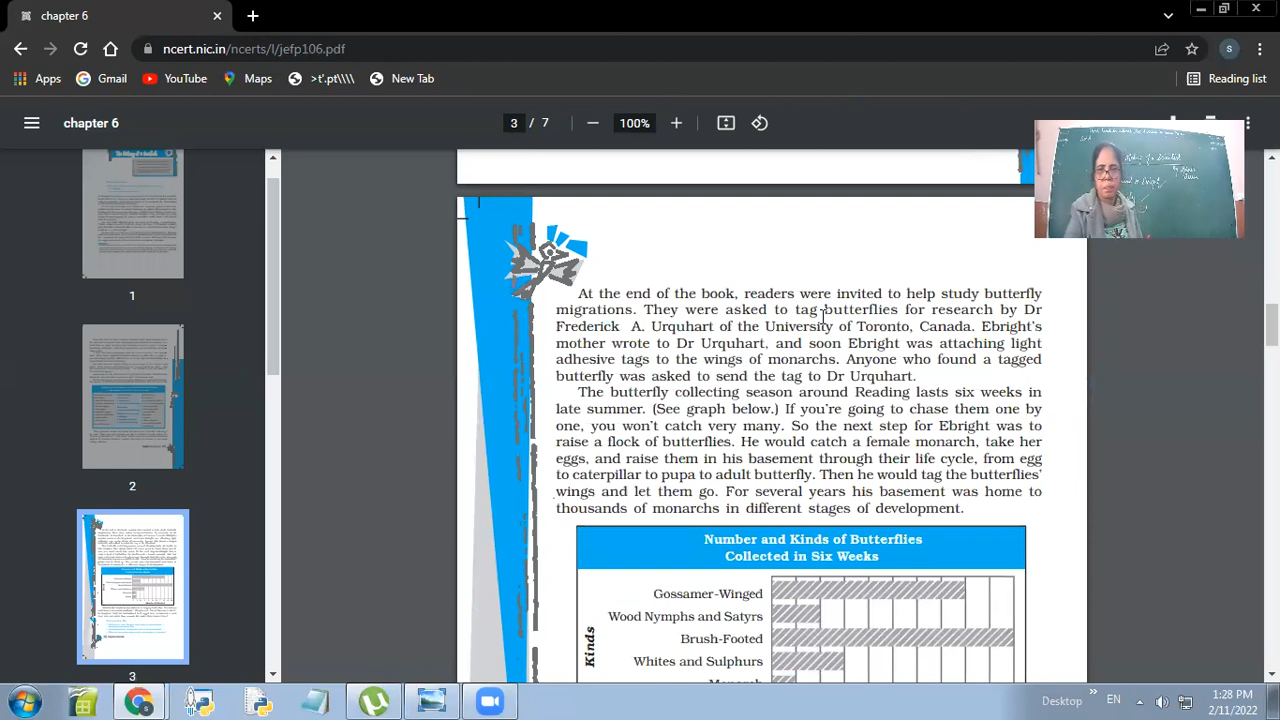 chapter 6
ncert.nic.in/ncerts/l/jefp106.pdf
S
Apps
Gmail
YouTube
Maps
>'.pt\\\\
New Tab
Reading list
chapter 6
3 / 7
100%
1
2
3
At the end of the book, readers were invited to help study butterfly
migrations. They were asked to tag butterflies for research by Dr
Frederick A. Urquhart of the University of Toronto, Canada. Ebright's
mother wrote to Dr Urquhart, and soon Ebright was attaching light
adhesive tags to the wings of monarchs. Anyone who found a tagged
erfly was asked to send the tag to Dr Urquhart.
The butterfly collecting season around Reading lasts six weeks in
summer. (See graph below.) If you're going to chase them one by
you won't catch very many. So the next step for Ebright was to
raise a flock of butterflies. He would catch a female monarch, take her
eggs, and raise them in his basement through their life cycle, from egg
to caterpillar to pupa to adult butterfly. Then he would tag the butterflies'
wings and let them go. For several years his basement was home to
thousands of monarchs in different stages of development.
Number and Kinds of Butterflies
Collected in Six Weeks
Gossamer-Winged
Wood Nymphs and Satyrs
Brush-Footed
Whites and Sulphurs
Monarch
Kind
Desktop
EN
1:28 PM
2/11/2022